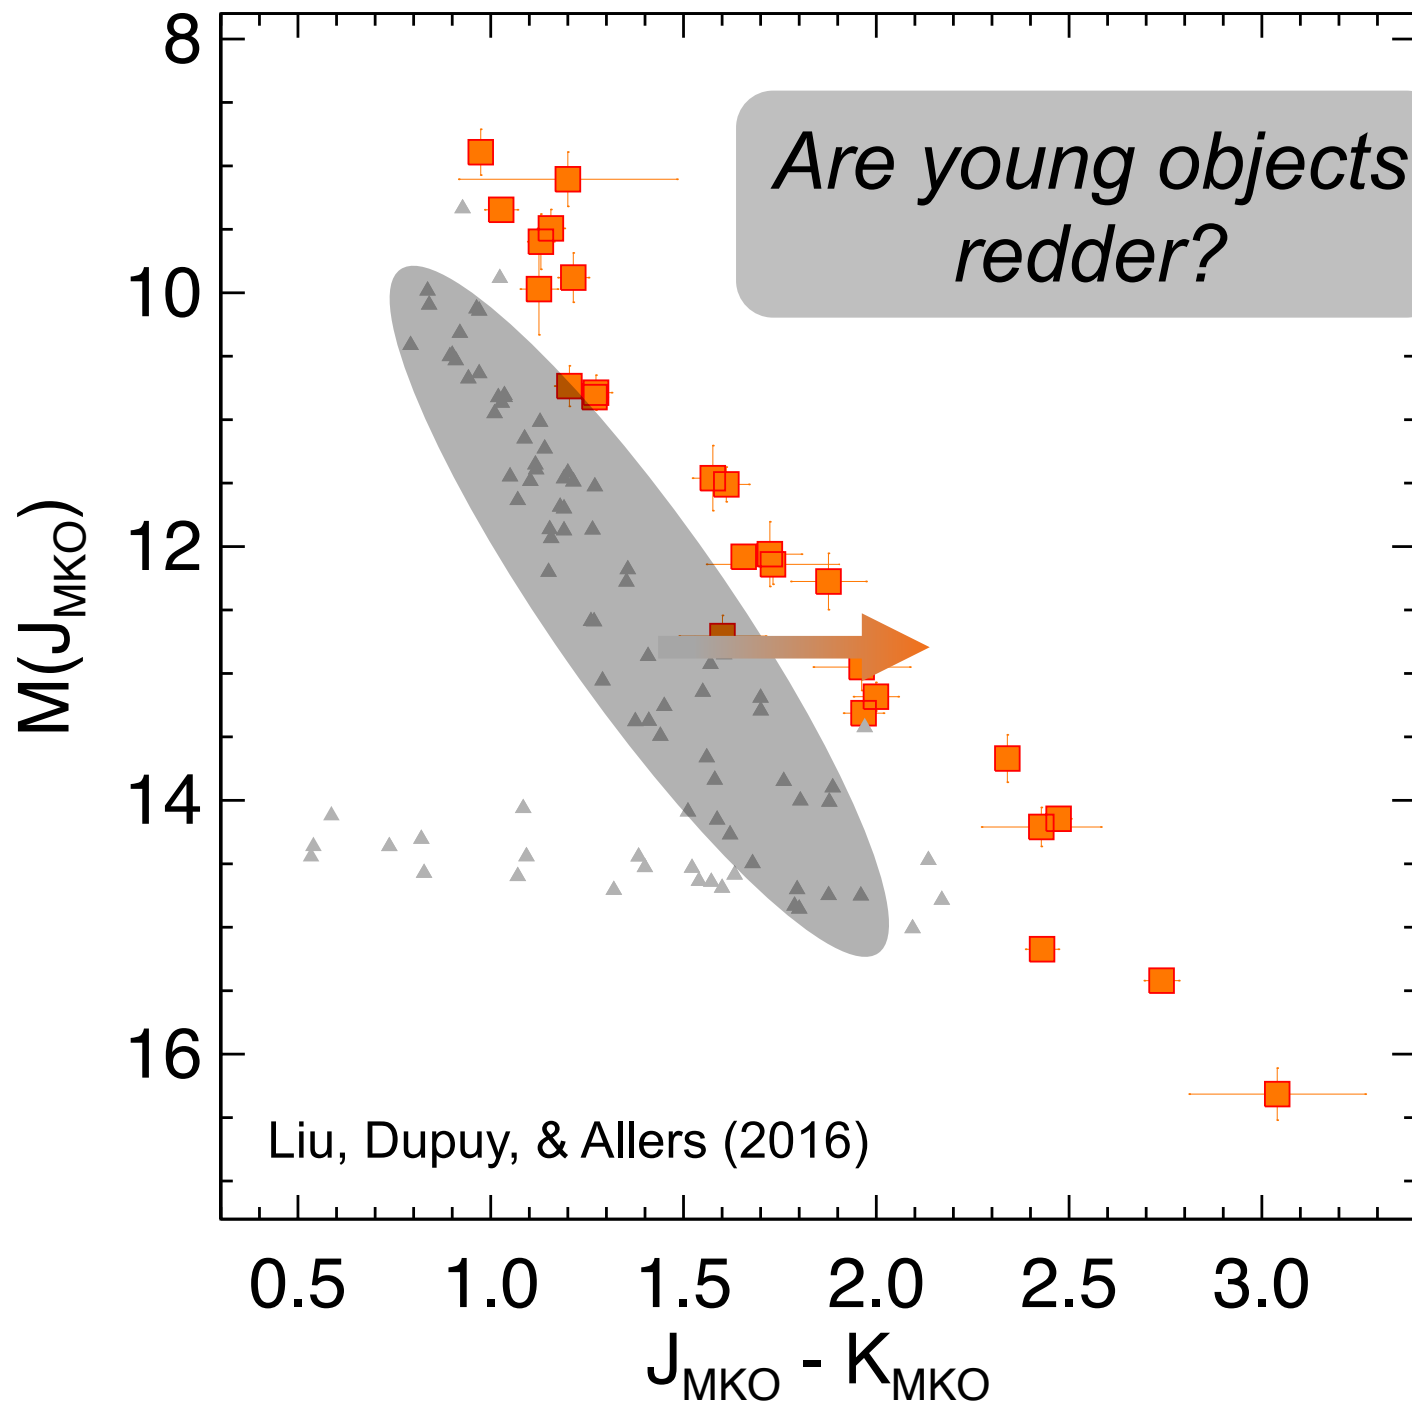 8
Are young objects
redder?
10
12
M(J_MKO)
14
16
Liu, Dupuy, & Allers (2016)
0.5 1.0 1.5 2.0 2.5 3.0
J_MKO - K_MKO